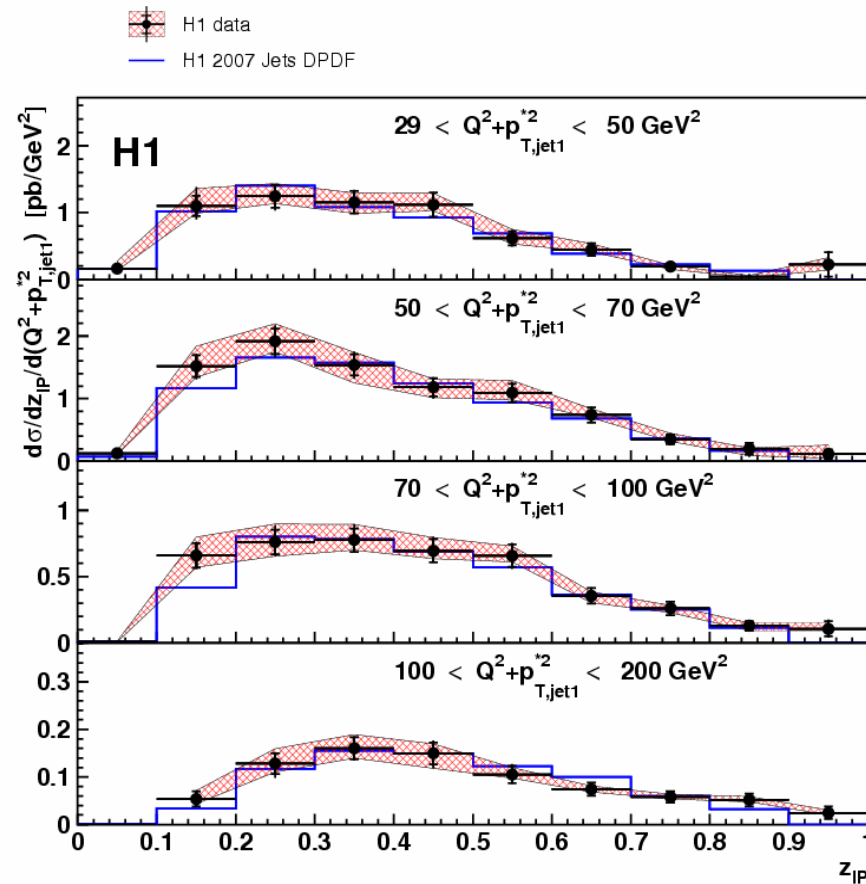 H1 data
H1 2007 Jets DPDF
H1
29 < Q²+p*²T,jet1 < 50 GeV²
2
1
0
50 < Q²+p*²T,jet1 < 70 GeV²
2
1
0
70 < Q²+p*²T,jet1 < 100 GeV²
1
0.5
0
100 < Q²+p*²T,jet1 < 200 GeV²
0.3
0.2
0.1
0
dσ/dzIP/d(Q²+p*²T,jet1) [pb/GeV²]
0 0.1 0.2 0.3 0.4 0.5 0.6 0.7 0.8 0.9
zIP